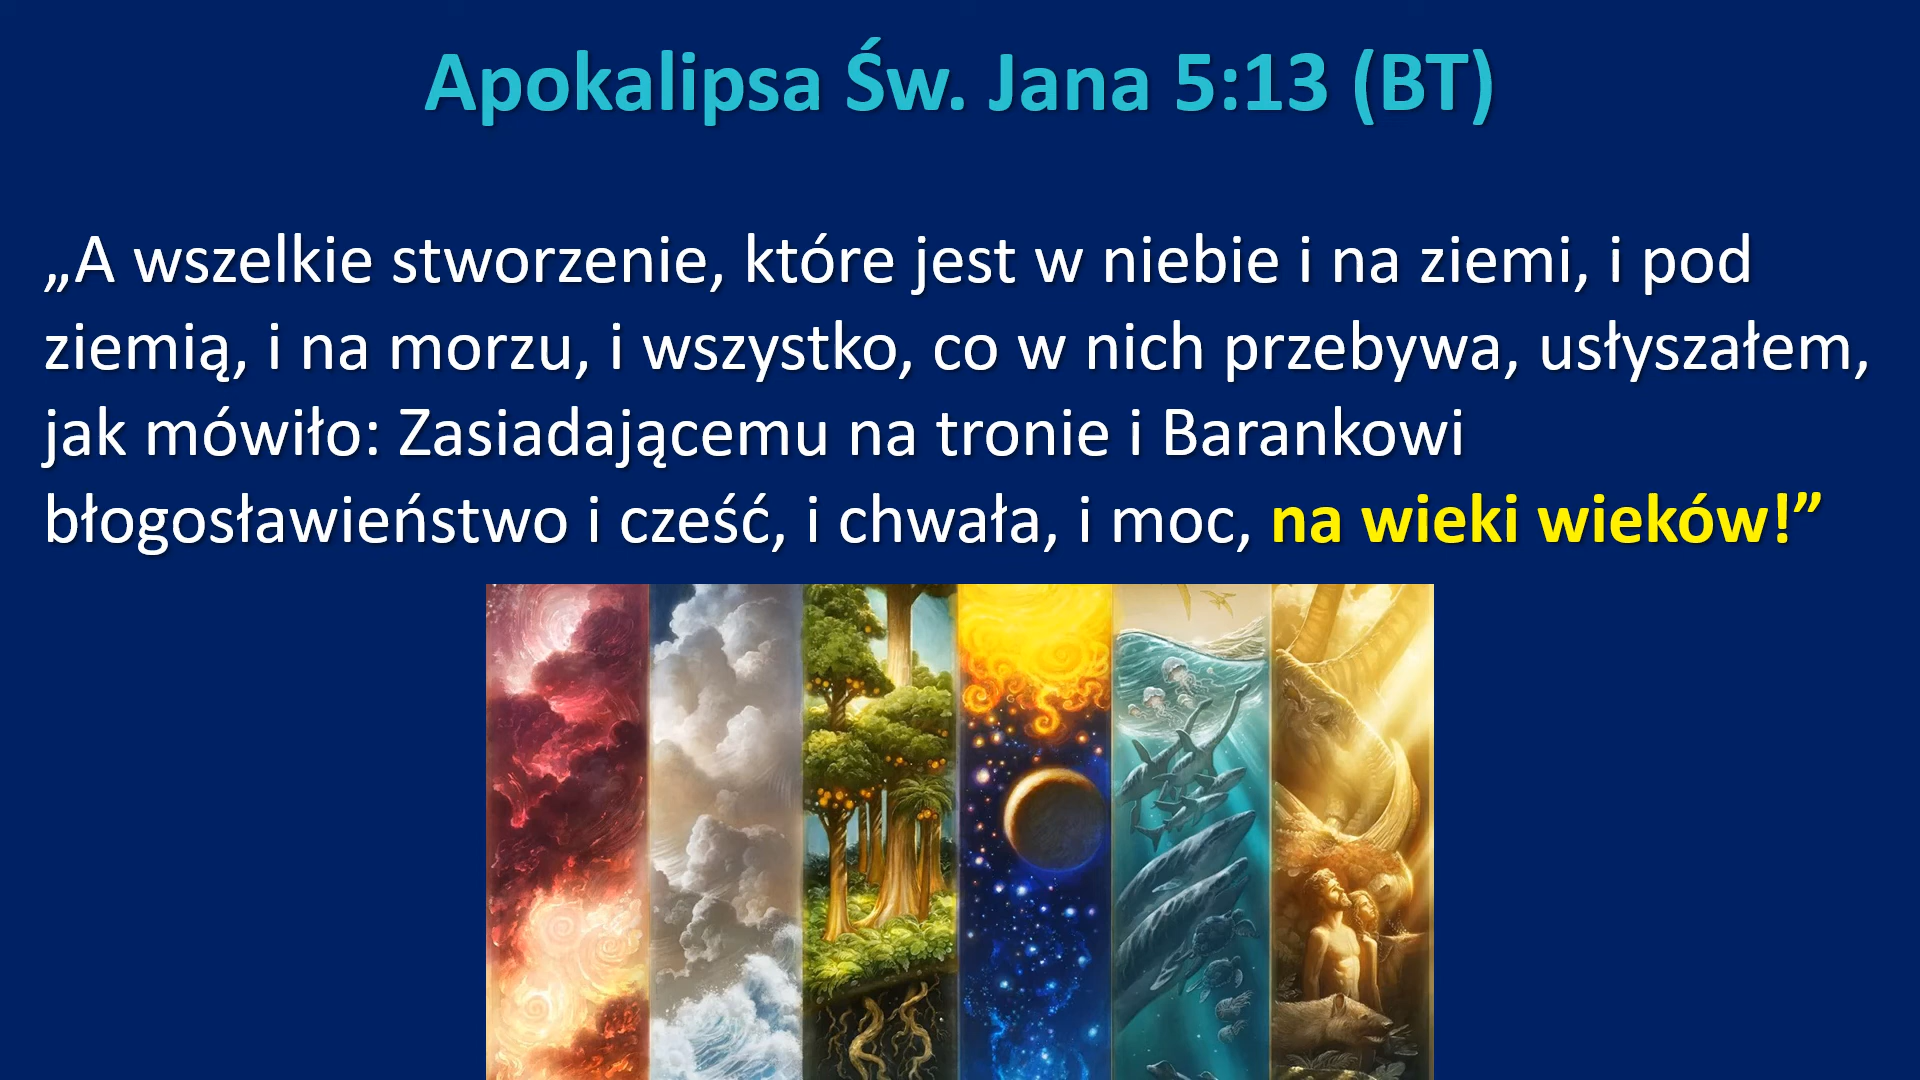 Apokalipsa Św. Jana 5:13 (BT)
„A wszelkie stworzenie, które jest w niebie i na ziemi, i pod
ziemią, i na morzu, i wszystko, co w nich przebywa, usłyszałem,
jak mówiło: Zasiadającemu na tronie i Barankowi
błogosławieństwo i cześć, i chwała, i moc, na wieki wieków!”